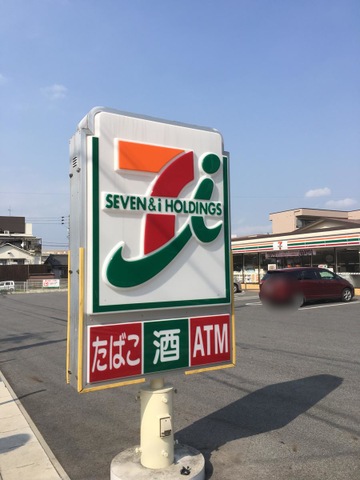 SEVEN & i HOLDINGS
たばこ 酒 ATM